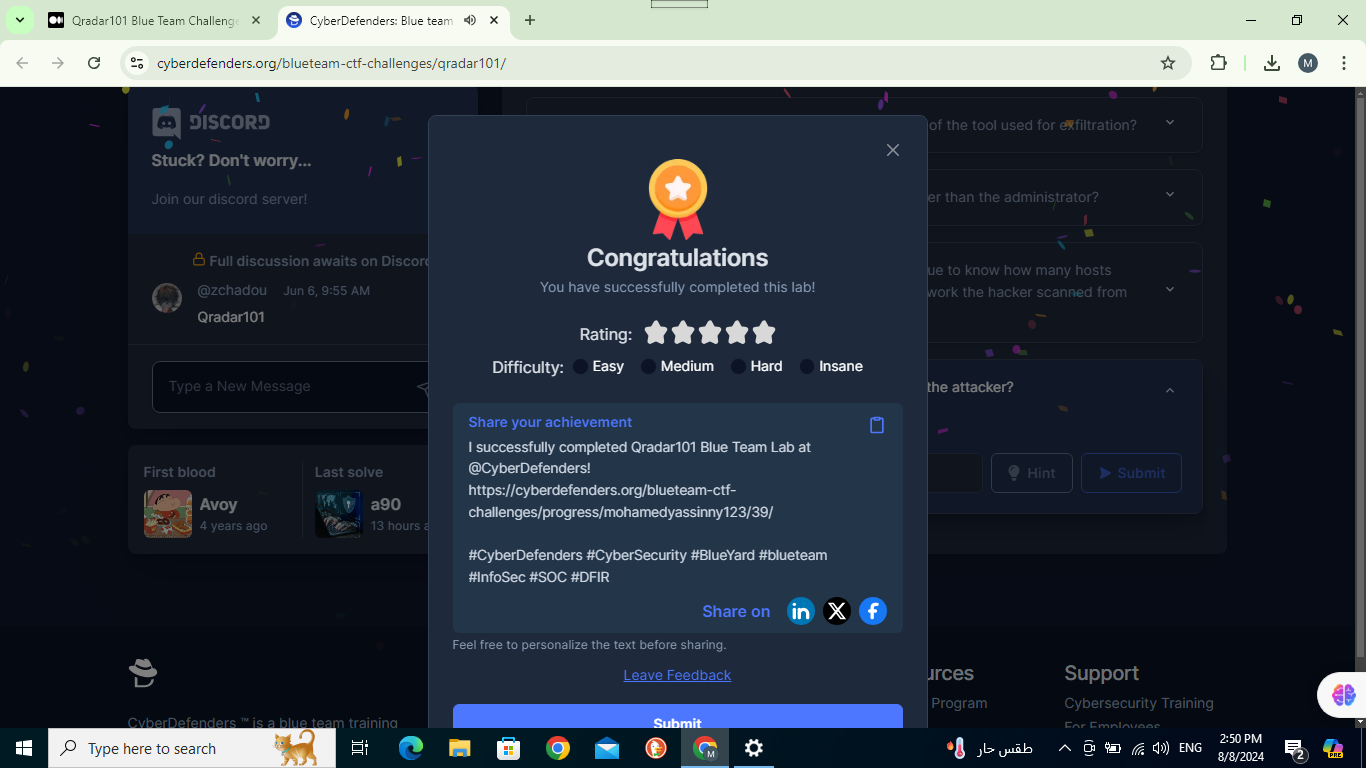 Qradar101 Blue Team Challenge
CyberDefenders: Blue team
cyberdefenders.org/blueteam-ctf-challenges/qradar101/
M
DISCORD
Stuck? Don't worry...
Join our discord server!
Full discussion awaits on Discord
@zchadou Jun 6, 9:55 AM
Qradar101
Type a New Message
First blood
Avoy
4 years ago
Last solve
a90
13 hours a
of the tool used for exfiltration?
er than the administrator?
ue to know how many hosts
work the hacker scanned from
the attacker?
Hint
Submit
Congratulations
You have successfully completed this lab!
Rating:
Difficulty: Easy Medium Hard Insane
Share your achievement
I successfully completed Qradar101 Blue Team Lab at
@CyberDefenders!
https://cyberdefenders.org/blueteam-ctf-
challenges/progress/mohamedyassinny123/39/
#CyberDefenders #CyberSecurity #BlueYard #blueteam
#InfoSec #SOC #DFIR
Share on
Feel free to personalize the text before sharing.
Leave Feedback
Submit
CyberDefenders ™ is a blue team training
urces
Program
Support
Cybersecurity Training
For Employees
Type here to search
طقس حار
ENG
2:50 PM
8/8/2024
2
PRE